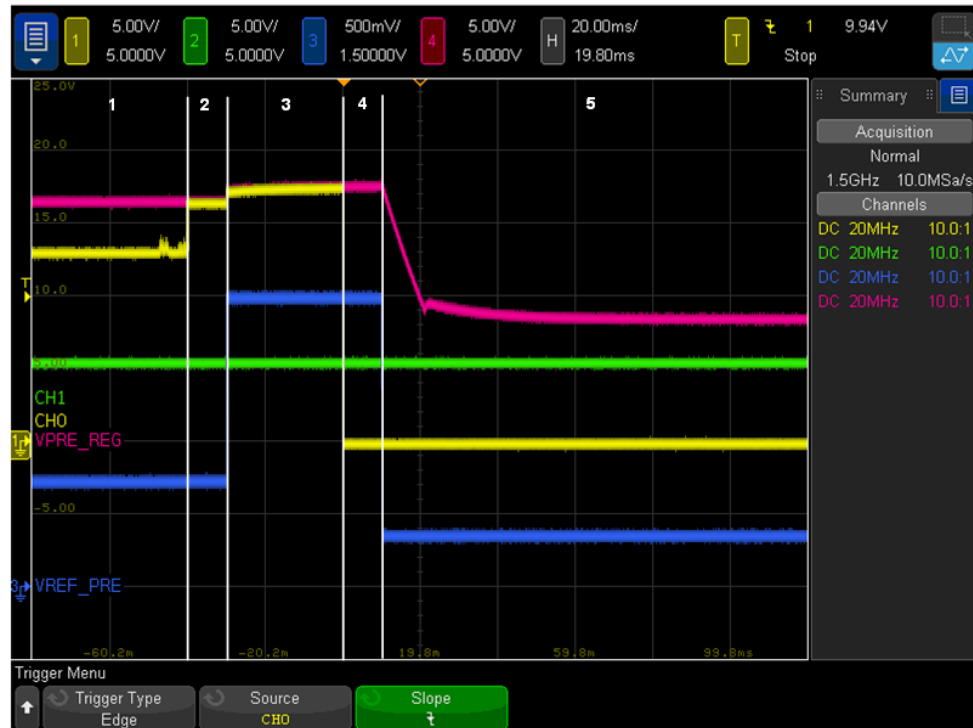 1 5.00V/ 2 5.00V/ 3 500mV/ 4 5.00V/ H 20.00ms/ T 1 9.94V
5.0000V 5.0000V 1.50000V 5.0000V 19.80ms Stop
25.0V
1 2 3 4 5
20.0
15.0
10.0
T
5.00
CH1
CH0
1 VPRE_REG
-5.00
3 VREF_PRE
-60.2m -20.2m 19.8m 59.8m 99.8ms
Summary
Acquisition
Normal
1.5GHz 10.0MSa/s
Channels
DC 20MHz 10.0:1
DC 20MHz 10.0:1
DC 20MHz 10.0:1
DC 20MHz 10.0:1
Trigger Menu
Trigger Type
Edge
Source
CH0
Slope